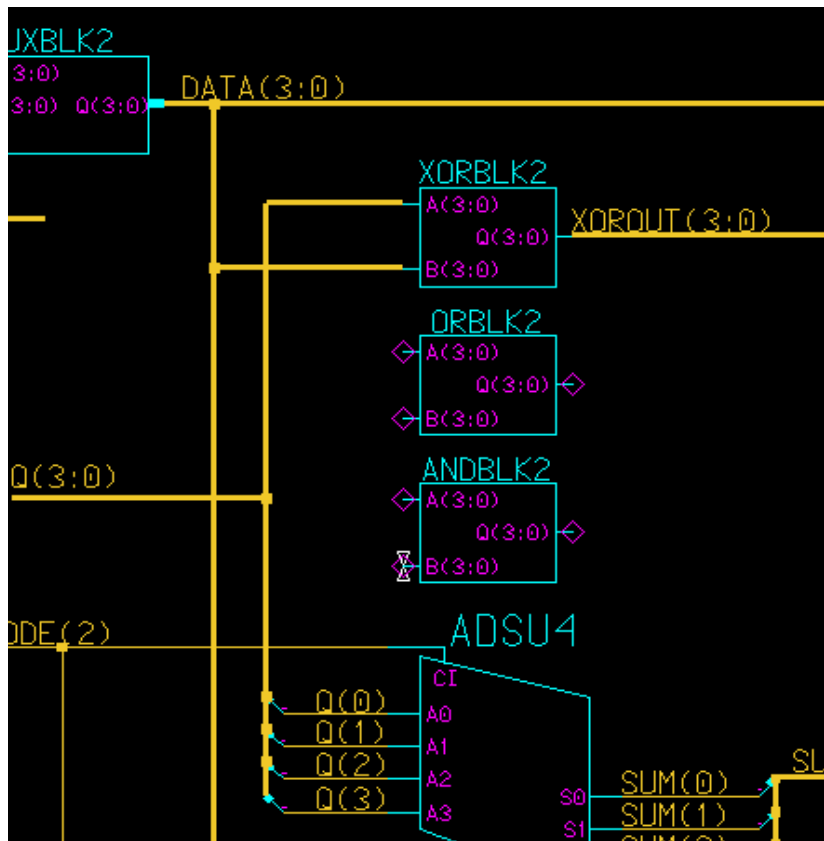 UXBLK2
3:0)
3:0) Q(3:0)
DATA(3:0)
XORBLK2
A(3:0)
Q(3:0)
B(3:0)
XOROUT(3:0)
ORBLK2
A(3:0)
Q(3:0)
B(3:0)
Q(3:0)
ANDBLK2
A(3:0)
Q(3:0)
B(3:0)
ODE(2)
ADSU4
CI
Q(0)
A0
Q(1)
A1
Q(2)
A2
Q(3)
A3
S0
SUM(0)
SU
S1
SUM(1)